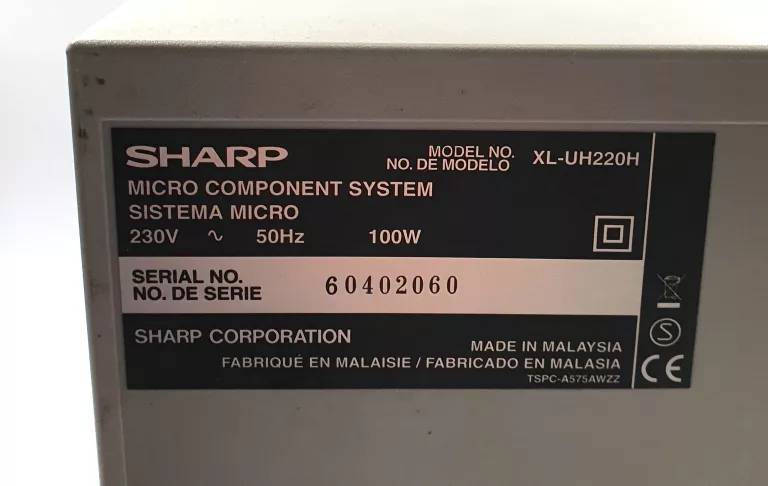 SHARP
MODEL NO.
NO. DE MODELO
XL-UH220H
MICRO COMPONENT SYSTEM
SISTEMA MICRO
230V ∿ 50Hz 100W
SERIAL NO.
NO. DE SERIE
60402060
SHARP CORPORATION
MADE IN MALAYSIA
FABRIQUÉ EN MALAISIE / FABRICADO EN MALASIA
TSPC-A575AWZZ
S
CE